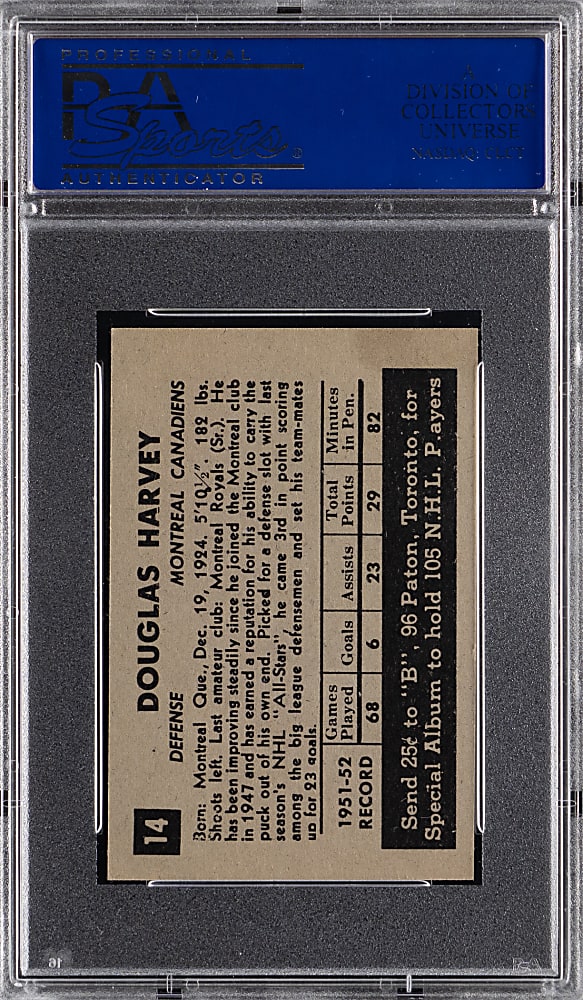 PROFESSIONAL
PSA
Sports
AUTHENTICATOR
A
DIVISION OF
COLLECTORS
UNIVERSE
NASDAQ: CLCT
14
DOUGLAS HARVEY
DEFENSE MONTREAL CANADIENS
Born: Montreal Que., Dec. 19, 1924. 5'10½". 182 lbs.
Shoots left. Last amateur club: Montreal Royals (Sr.). He
has been improving steadily since he joined the Montreal club
in 1947 and has earned a reputation for his ability to carry the
puck out of his own end. Picked for a defense slot with last
season's NHL "All-Stars" he came 3rd in point scoring
among the big league defensemen and set his team-mates
up for 23 goals.
1951-52 RECORD
Games Played Goals Assists Total Points Minutes in Pen.
68 6 23 29 82
Send 25¢ to "B", 96 Paton, Toronto, for
Special Album to hold 105 N.H.L. P.ayers
16
PSA